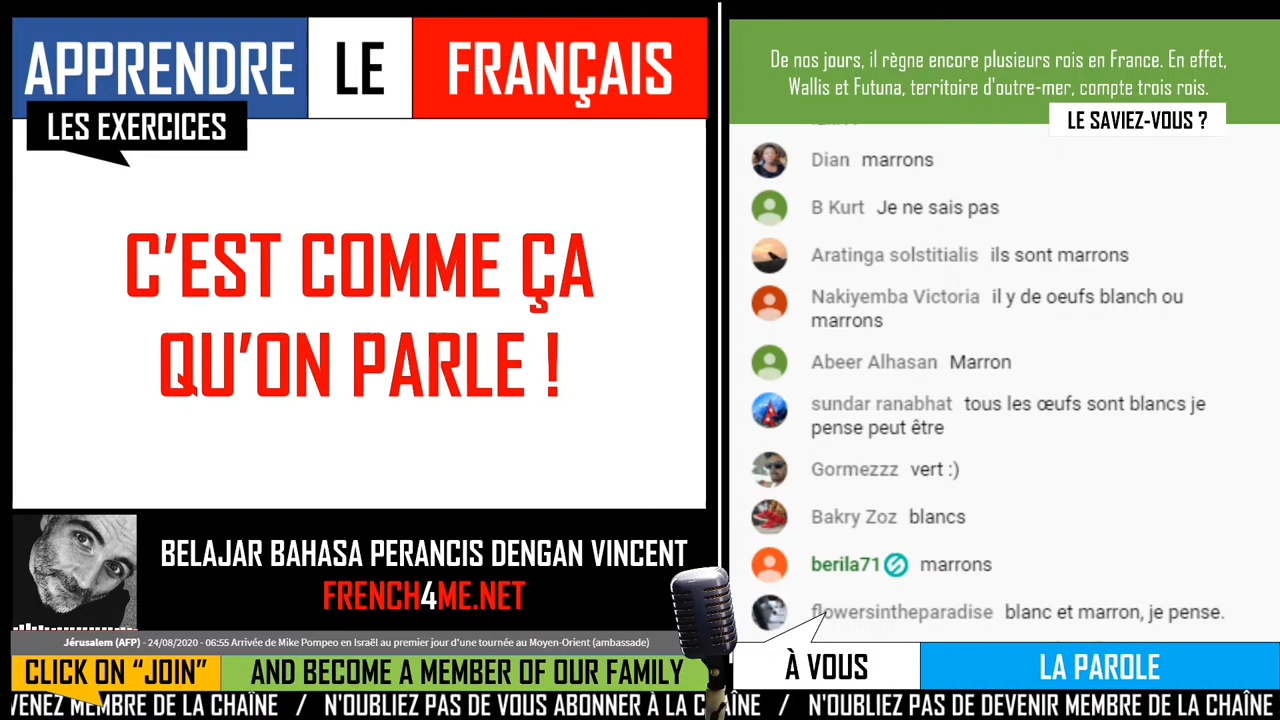 APPRENDRE LE FRANÇAIS
LES EXERCICES
C'EST COMME ÇA
QU'ON PARLE !
BELAJAR BAHASA PERANCIS DENGAN VINCENT
FRENCH4ME.NET
Jérusalem (AFP) - 24/08/2020 - 06:55 Arrivée de Mike Pompeo en Israël au premier jour d'une tournée au Moyen-Orient (ambassade)
CLICK ON “JOIN” AND BECOME A MEMBER OF OUR FAMILY
De nos jours, il règne encore plusieurs rois en France. En effet,
Wallis et Futuna, territoire d'outre-mer, compte trois rois.
LE SAVIEZ-VOUS ?
Dian marrons
B Kurt Je ne sais pas
Aratinga solstitialis ils sont marrons
Nakiyemba Victoria il y de oeufs blanch ou
marrons
Abeer Alhasan Marron
sundar ranabhat tous les œufs sont blancs je
pense peut être
Gormezzz vert :)
Bakry Zoz blancs
berila71 marrons
flowersintheparadise blanc et marron, je pense.
À VOUS LA PAROLE
VENEZ MEMBRE DE LA CHAÎNE / N'OUBLIEZ PAS DE VOUS ABONNER À LA CHAÎNE / N'OUBLIEZ PAS DE DEVENIR MEMBRE DE LA CHAÎNE